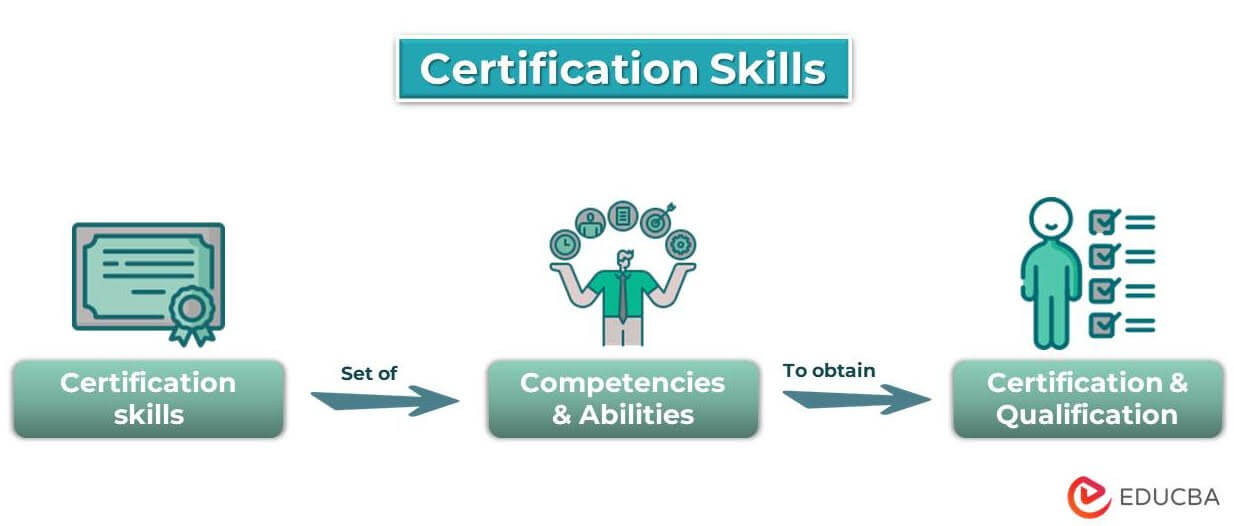 Certification Skills
Certification
skills
Set of
Competencies
& Abilities
To obtain
Certification &
Qualification
EDUCBA